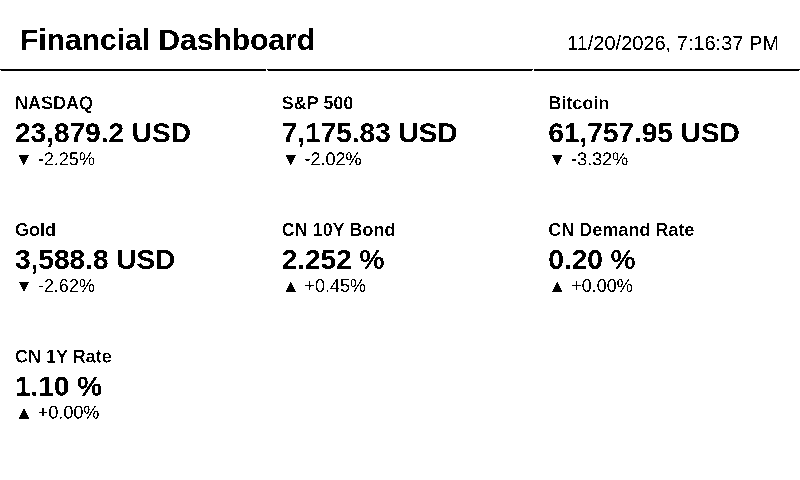 Financial Dashboard
11/20/2026, 7:16:37 PM
NASDAQ
23,879.2 USD
▼ -2.25%
S&P 500
7,175.83 USD
▼ -2.02%
Bitcoin
61,757.95 USD
▼ -3.32%
Gold
3,588.8 USD
▼ -2.62%
CN 10Y Bond
2.252 %
▲ +0.45%
CN Demand Rate
0.20 %
▲ +0.00%
CN 1Y Rate
1.10 %
▲ +0.00%